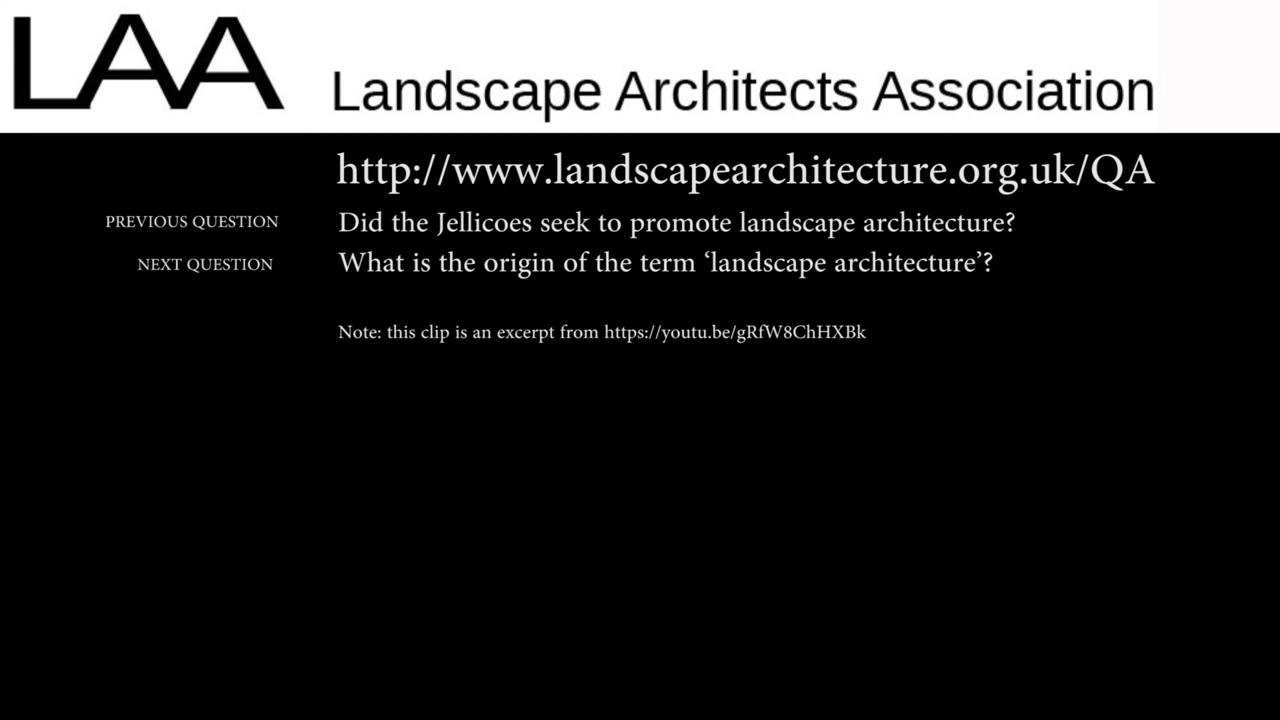 LAA
Landscape Architects Association
http://www.landscapearchitecture.org.uk/QA
PREVIOUS QUESTION Did the Jellicoes seek to promote landscape architecture?
NEXT QUESTION What is the origin of the term ‘landscape architecture’?
Note: this clip is an excerpt from https://youtu.be/gRfW8ChHXBk